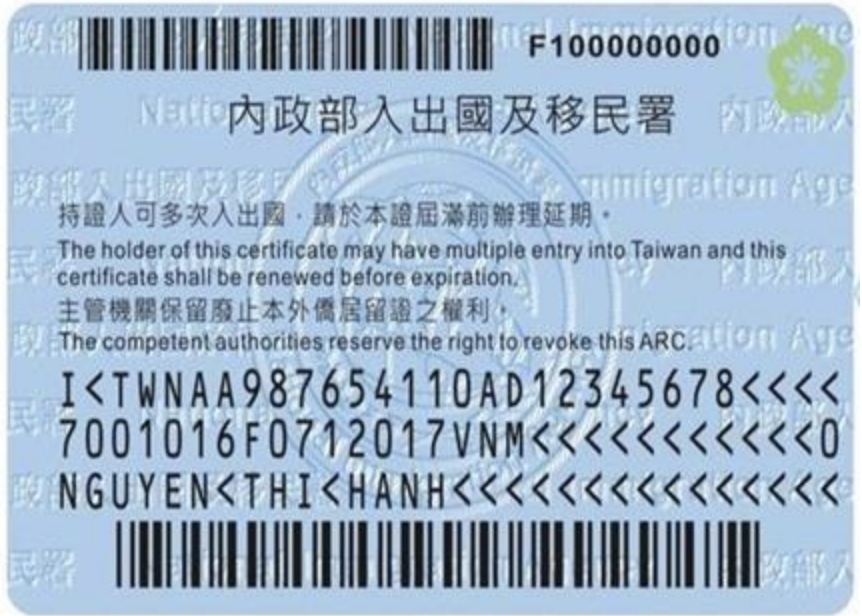 F100000000
內政部入出國及移民署
持證人可多次入出國，請於本證屆滿前辦理延期。
The holder of this certificate may have multiple entry into Taiwan and this
certificate shall be renewed before expiration.
主管機關保留廢止本外僑居留證之權利。
The competent authorities reserve the right to revoke this ARC.
I<TWNAA987654110AD12345678<<<<
7001016F0712017VNM<<<<<<<<<<<0
NGUYEN<THI<HANH<<<<<<<<<<<<<<<